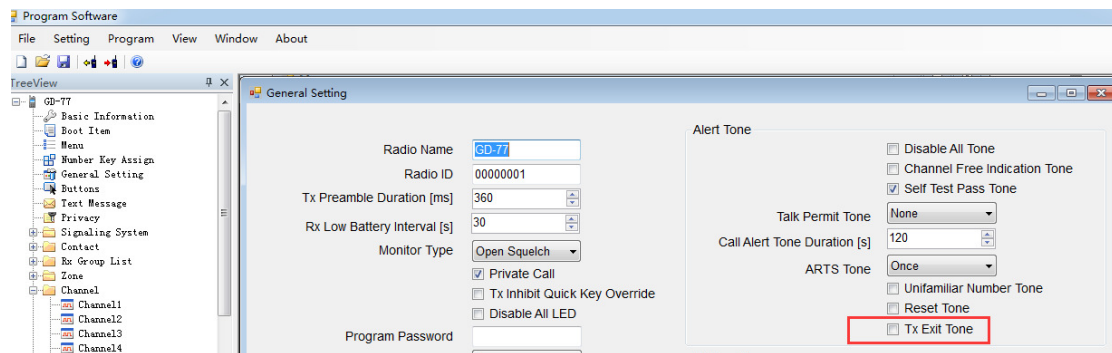 Program Software
File Setting Program View Window About
TreeView
GD-77
Basic Information
Boot Item
Menu
Number Key Assign
General Setting
Buttons
Text Message
Privacy
Signaling System
Contact
Rx Group List
Zone
Channel
Channel1
Channel2
Channel3
Channel4
General Setting
Radio Name GD-77
Radio ID 00000001
Tx Preamble Duration [ms] 360
Rx Low Battery Interval [s] 30
Monitor Type Open Squelch
Private Call
Tx Inhibit Quick Key Override
Disable All LED
Program Password
Alert Tone
Disable All Tone
Channel Free Indication Tone
Self Test Pass Tone
Talk Permit Tone None
Call Alert Tone Duration [s] 120
ARTS Tone Once
Unifamiliar Number Tone
Reset Tone
Tx Exit Tone